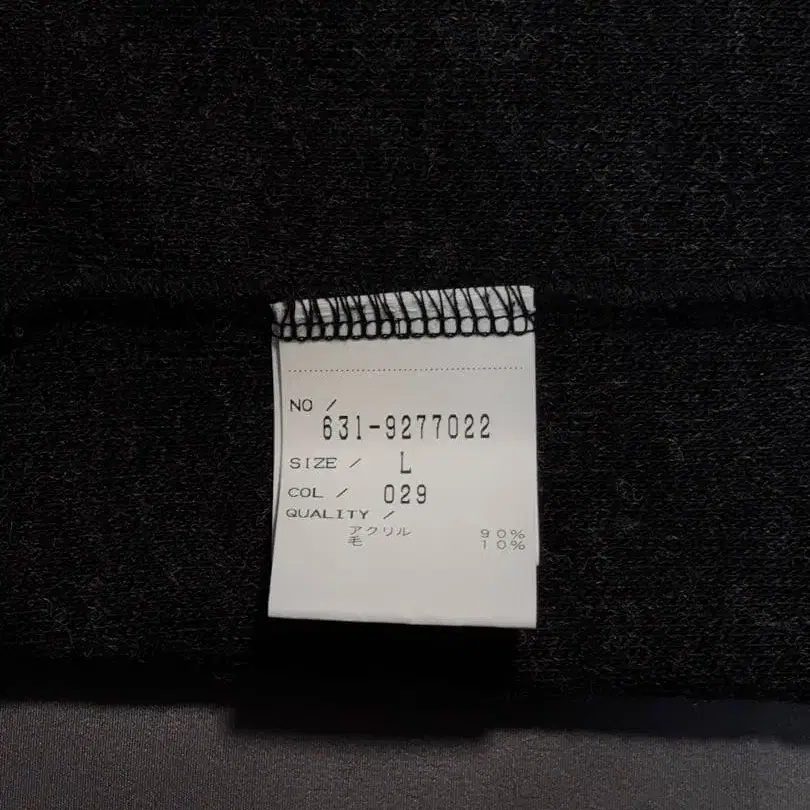 NO /
631-9277022
SIZE / L
COL / 029
QUALITY /
アクリル 90%
毛 10%